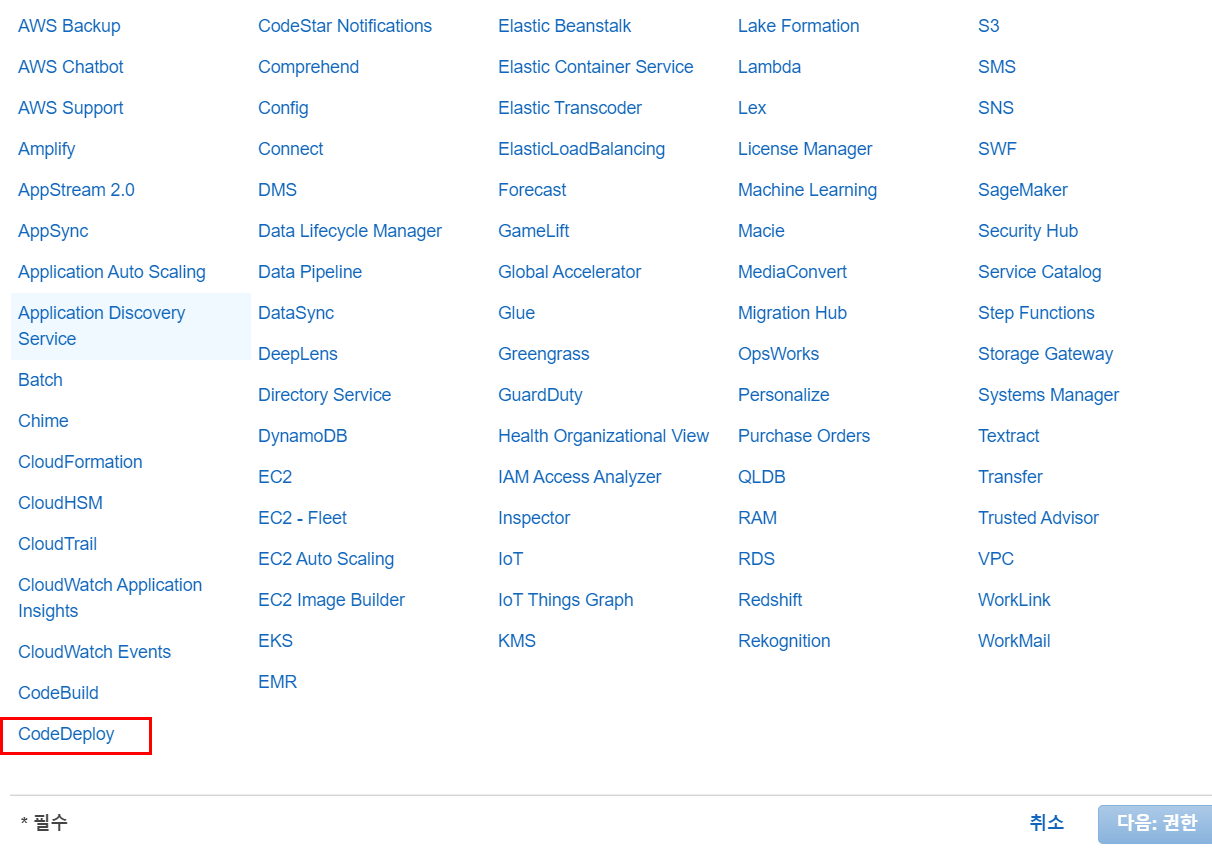 AWS Backup
AWS Chatbot
AWS Support
Amplify
AppStream 2.0
AppSync
Application Auto Scaling
Application Discovery
Service
Batch
Chime
CloudFormation
CloudHSM
CloudTrail
CloudWatch Application
Insights
CloudWatch Events
CodeBuild
CodeDeploy
CodeStar Notifications
Comprehend
Config
Connect
DMS
Data Lifecycle Manager
Data Pipeline
DataSync
DeepLens
Directory Service
DynamoDB
EC2
EC2 - Fleet
EC2 Auto Scaling
EC2 Image Builder
EKS
EMR
Elastic Beanstalk
Elastic Container Service
Elastic Transcoder
ElasticLoadBalancing
Forecast
GameLift
Global Accelerator
Glue
Greengrass
GuardDuty
Health Organizational View
IAM Access Analyzer
Inspector
IoT
IoT Things Graph
KMS
Lake Formation
Lambda
Lex
License Manager
Machine Learning
Macie
MediaConvert
Migration Hub
OpsWorks
Personalize
Purchase Orders
QLDB
RAM
RDS
Redshift
Rekognition
S3
SMS
SNS
SWF
SageMaker
Security Hub
Service Catalog
Step Functions
Storage Gateway
Systems Manager
Textract
Transfer
Trusted Advisor
VPC
WorkLink
WorkMail
* 필수
취소
다음: 권한